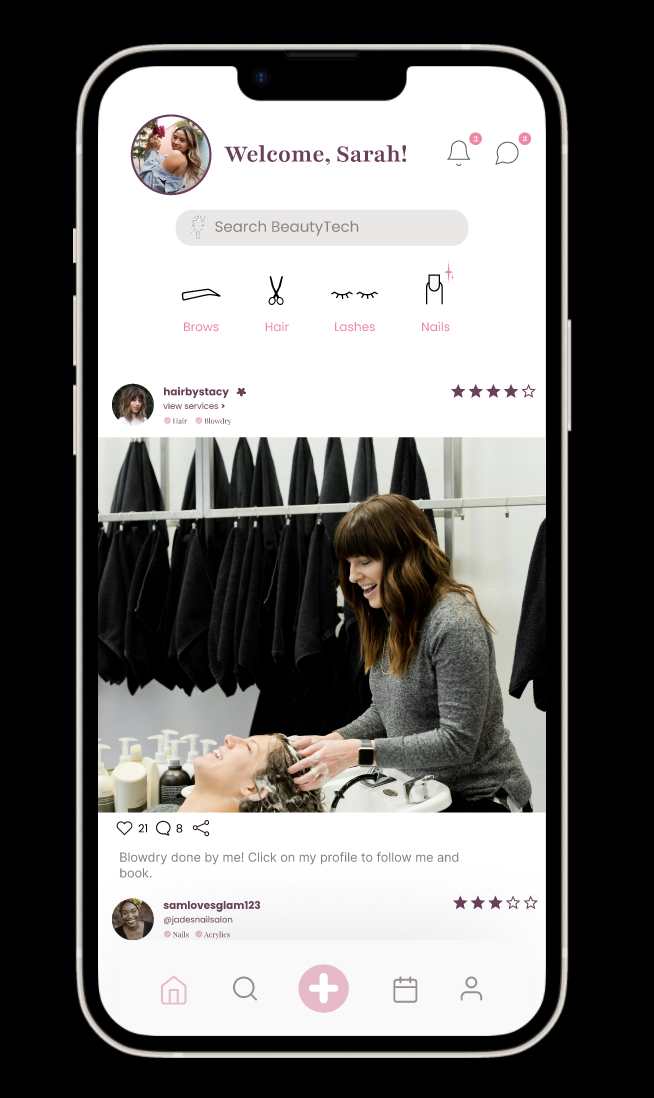 Welcome, Sarah!
3
2
Search BeautyTech
Brows
Hair
Lashes
Nails
hairbystacy
view services >
Hair Blowdry
21 8
Blowdry done by me! Click on my profile to follow me and
book.
samlovesglam123
@jadesnailsalon
Nails Acrylics